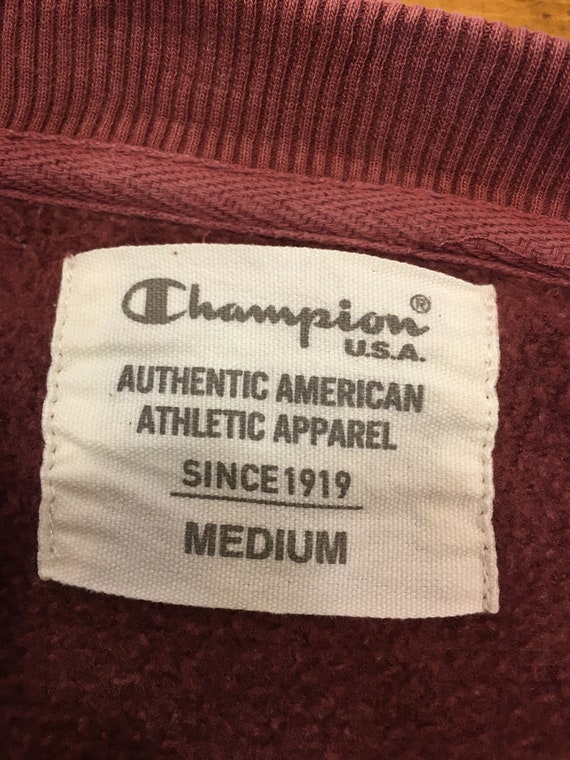 Champion®
U.S.A.
AUTHENTIC AMERICAN
ATHLETIC APPAREL
SINCE 1919
MEDIUM